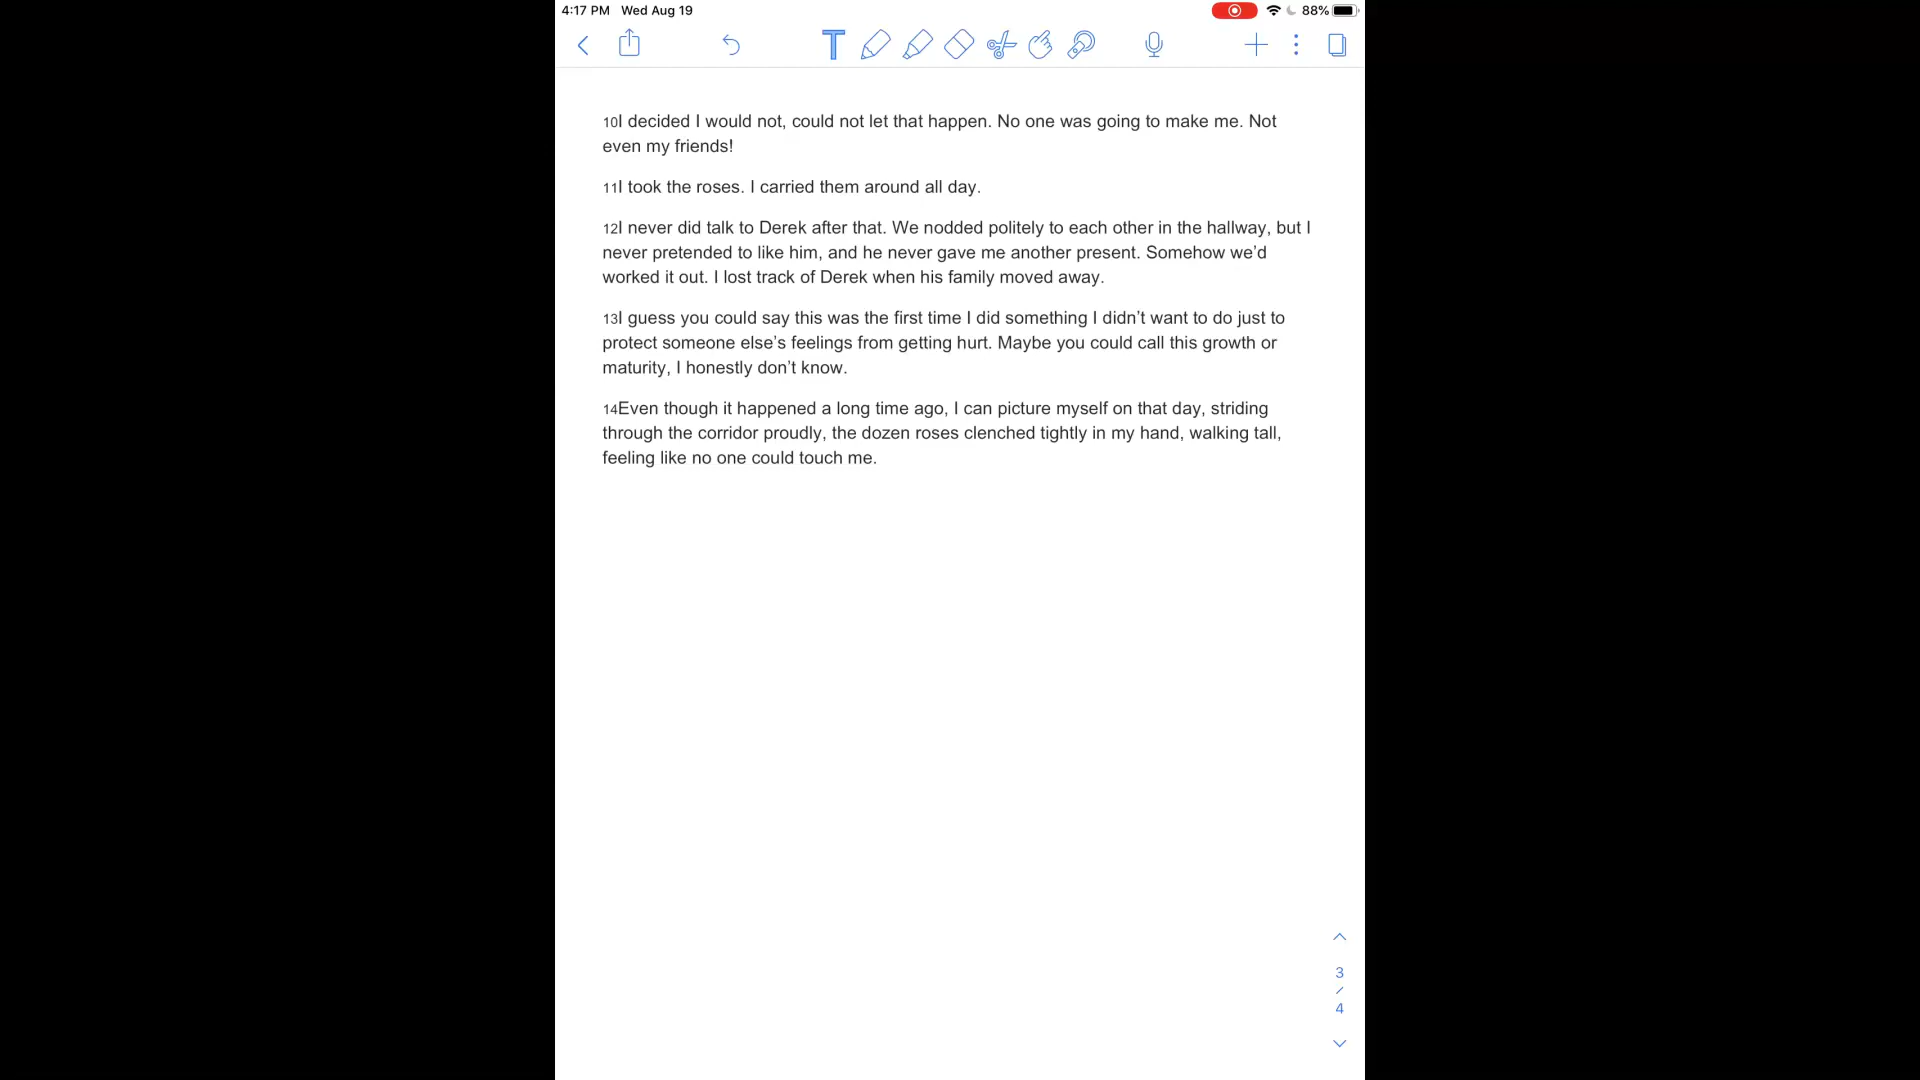 4:17 PM Wed Aug 19 88%
T
10I decided I would not, could not let that happen. No one was going to make me. Not
even my friends!
11I took the roses. I carried them around all day.
12I never did talk to Derek after that. We nodded politely to each other in the hallway, but I
never pretended to like him, and he never gave me another present. Somehow we’d
worked it out. I lost track of Derek when his family moved away.
13I guess you could say this was the first time I did something I didn’t want to do just to
protect someone else’s feelings from getting hurt. Maybe you could call this growth or
maturity, I honestly don’t know.
14Even though it happened a long time ago, I can picture myself on that day, striding
through the corridor proudly, the dozen roses clenched tightly in my hand, walking tall,
feeling like no one could touch me.
3
/
4